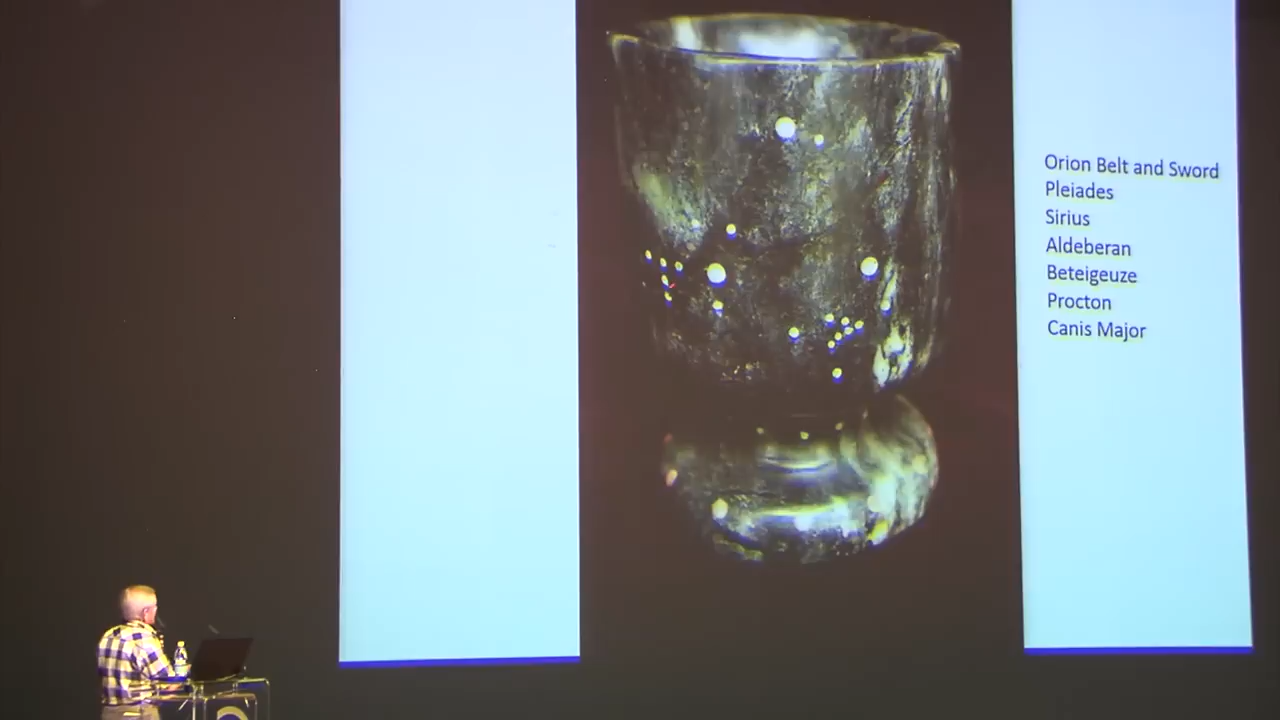 Orion Belt and Sword
Pleiades
Sirius
Aldeberan
Beteigeuze
Procton
Canis Major